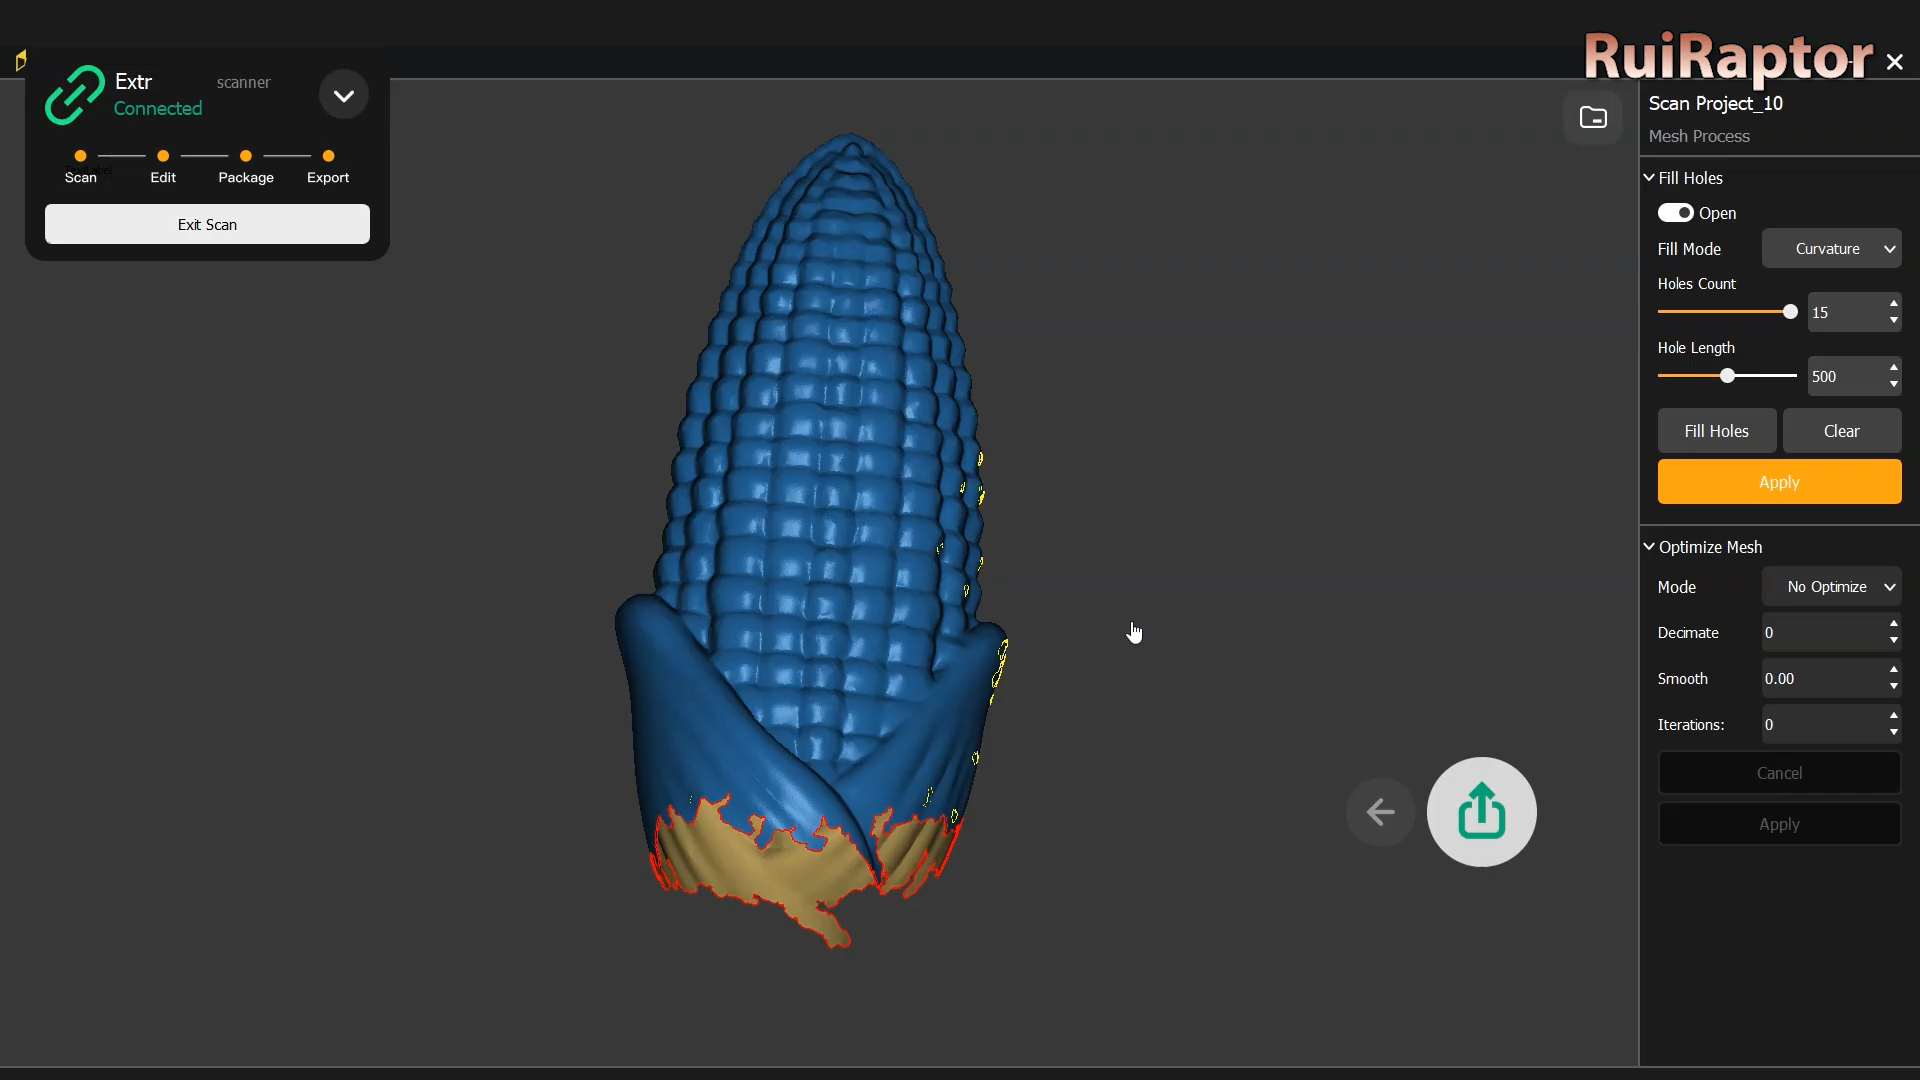 RuiRaptor
Extr scanner
Connected
Scan Edit Package Export
Exit Scan
Scan Project_10
Mesh Process
Fill Holes
Open
Fill Mode Curvature
Holes Count
15
Hole Length
500
Fill Holes Clear
Apply
Optimize Mesh
Mode No Optimize
Decimate 0
Smooth 0.00
Iterations: 0
Cancel
Apply